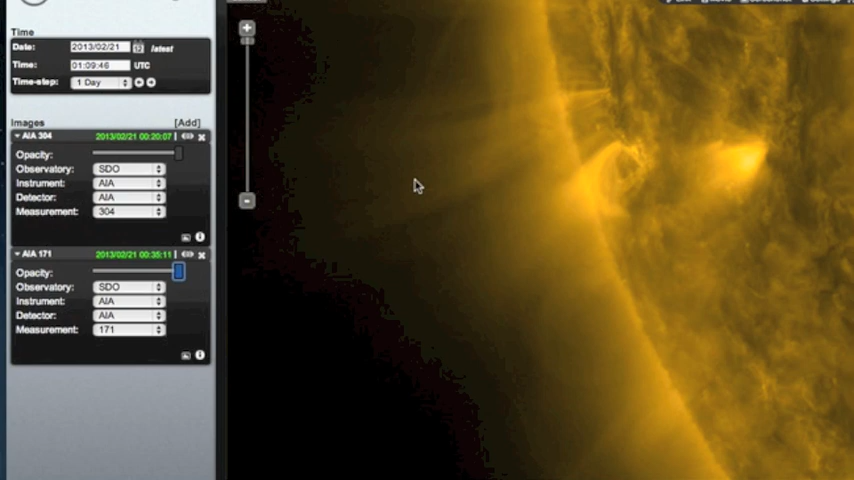 Time
Date: 2013/02/21 latest
Time: 01:09:46 UTC
Time-step: 1 Day
Images [Add]
AIA 304 2013/02/21 00:20:07
Opacity:
Observatory: SDO
Instrument: AIA
Detector: AIA
Measurement: 304
AIA 171 2013/02/21 00:35:11
Opacity:
Observatory: SDO
Instrument: AIA
Detector: AIA
Measurement: 171